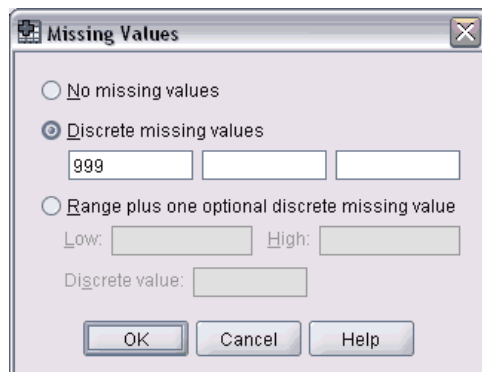 Missing Values
No missing values
Discrete missing values
999
Range plus one optional discrete missing value
Low: High:
Discrete value:
OK Cancel Help